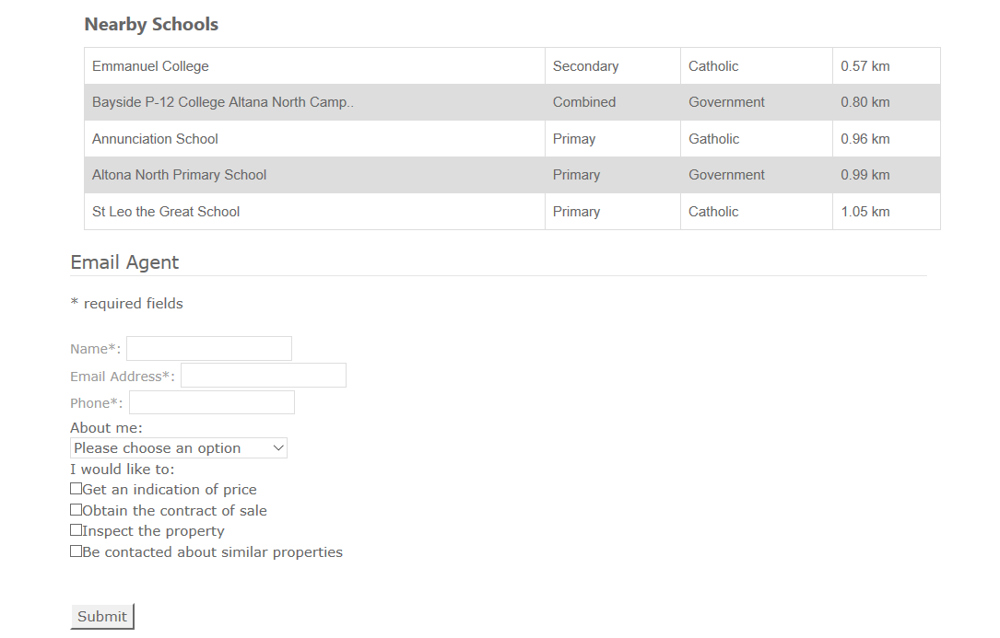 Nearby Schools
Emmanuel College Secondary Catholic 0.57 km
Bayside P-12 College Altana North Camp.. Combined Government 0.80 km
Annunciation School Primay Gatholic 0.96 km
Altona North Primary School Primary Government 0.99 km
St Leo the Great School Primary Catholic 1.05 km
Email Agent
* required fields
Name*:
Email Address*:
Phone*:
About me:
Please choose an option
I would like to:
Get an indication of price
Obtain the contract of sale
Inspect the property
Be contacted about similar properties
Submit